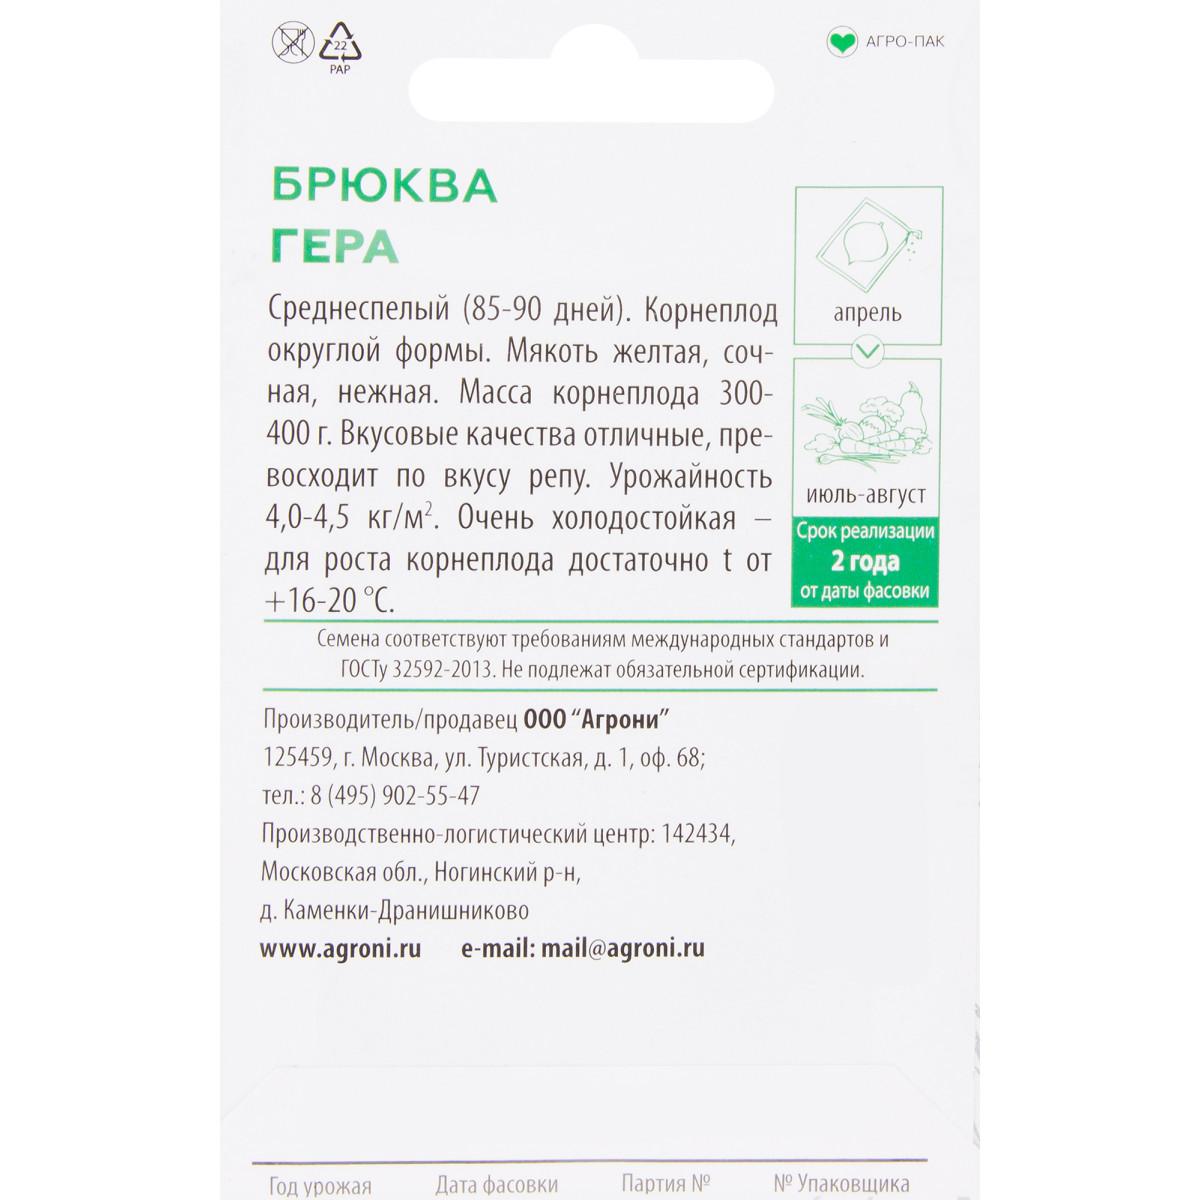 22
PAP
АГРО-ПАК
БРЮКВА
ГЕРА
Среднеспелый (85-90 дней). Корнеплод
округлой формы. Мякоть желтая, соч-
ная, нежная. Масса корнеплода 300-
400 г. Вкусовые качества отличные, пре-
восходит по вкусу репу. Урожайность
4,0-4,5 кг/м². Очень холодостойкая –
для роста корнеплода достаточно t от
+16-20 °С.
апрель
июль-август
Срок реализации
2 года
от даты фасовки
Семена соответствуют требованиям международных стандартов и
ГОСТу 32592-2013. Не подлежат обязательной сертификации.
Производитель/продавец ООО "Агрони"
125459, г. Москва, ул. Туристская, д. 1, оф. 68;
тел.: 8 (495) 902-55-47
Производственно-логистический центр: 142434,
Московская обл., Ногинский р-н,
д. Каменки-Дранишниково
www.agroni.ru e-mail: mail@agroni.ru
Год урожая Дата фасовки Партия № № Упаковщика